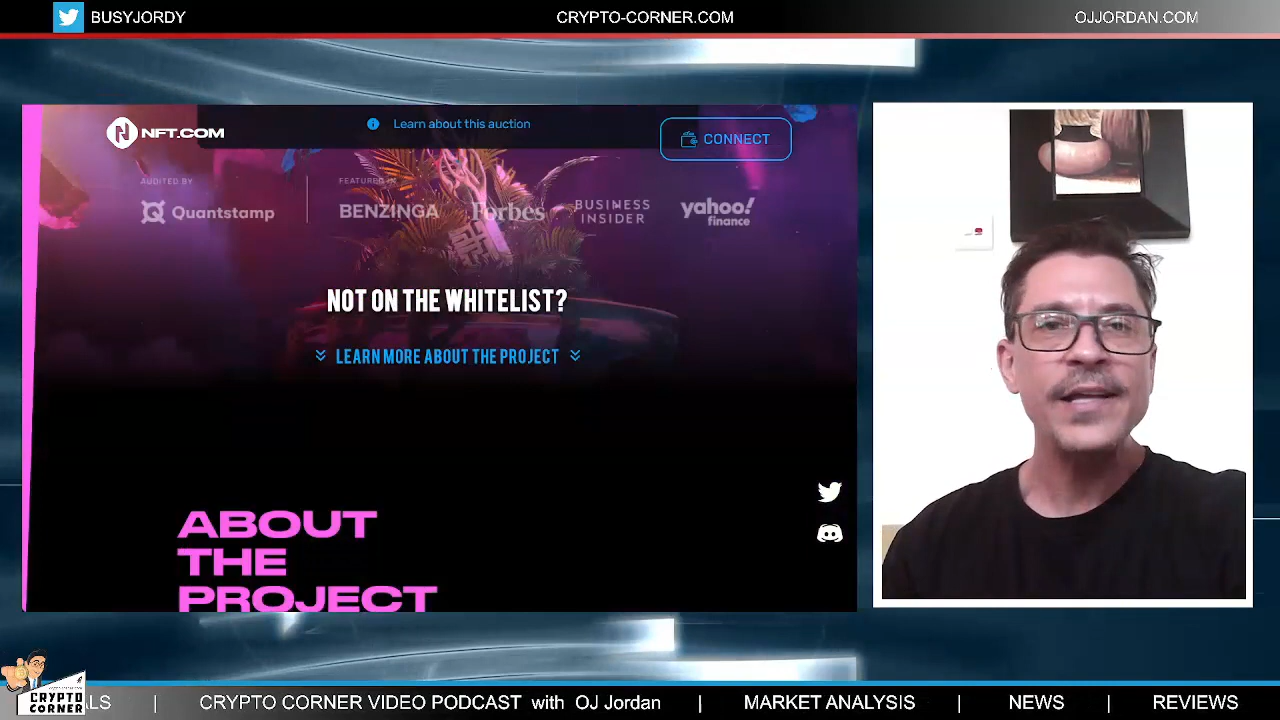 BUSYJORDY
CRYPTO-CORNER.COM
OJJORDAN.COM
NFT.COM
Learn about this auction
CONNECT
AUDITED BY
Quantstamp
FEATURED IN
BENZINGA
Forbes
BUSINESS
INSIDER
yahoo!
finance
NOT ON THE WHITELIST?
LEARN MORE ABOUT THE PROJECT
ABOUT
THE
PROJECT
CRYPTO
CORNER
ALS | CRYPTO CORNER VIDEO PODCAST with OJ Jordan | MARKET ANALYSIS | NEWS | REVIEWS